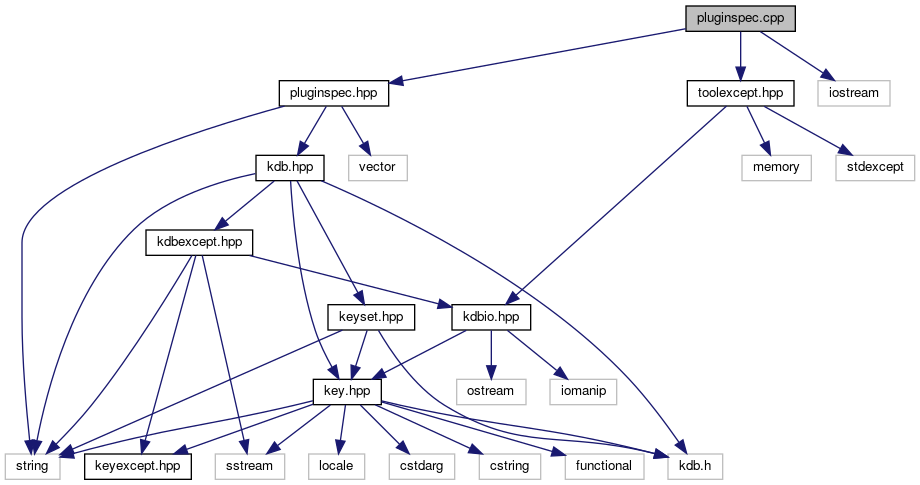 pluginspec.cpp
pluginspec.hpp
toolexcept.hpp
iostream
kdb.hpp
vector
memory
stdexcept
kdbexcept.hpp
keyset.hpp
kdbio.hpp
key.hpp
ostream
iomanip
string
keyexcept.hpp
sstream
locale
cstdarg
cstring
functional
kdb.h